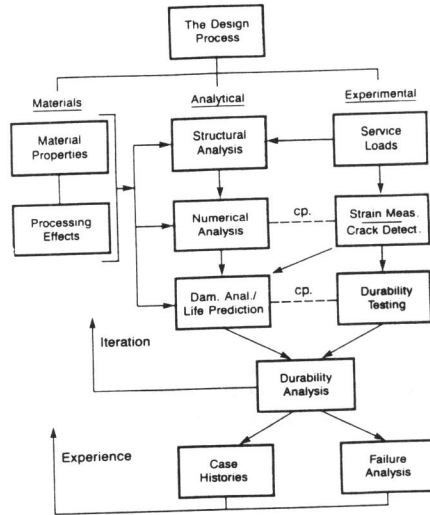 The Design
Process
Materials
Analytical
Experimental
Material
Properties
Structural
Analysis
Service
Loads
Processing
Effects
Numerical
Analysis
cp.
Strain Meas.
Crack Detect.
Dam. Anal./
Life Prediction
cp.
Durability
Testing
Iteration
Durability
Analysis
Experience
Case
Histories
Failure
Analysis